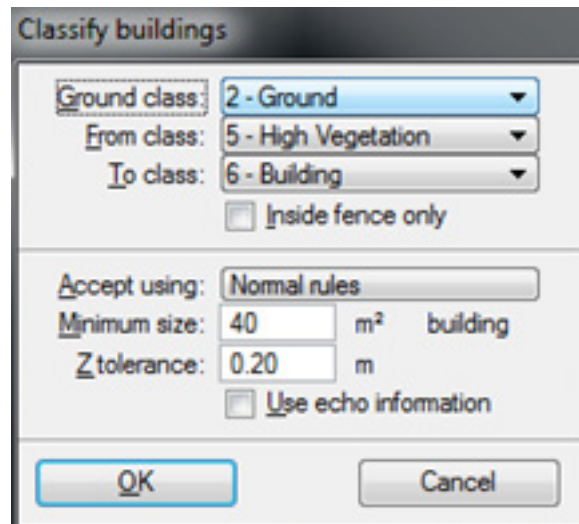 Classify buildings
Ground class: 2 - Ground
From class: 5 - High Vegetation
To class: 6 - Building
Inside fence only
Accept using: Normal rules
Minimum size: 40 m² building
Z tolerance: 0.20 m
Use echo information
OK Cancel